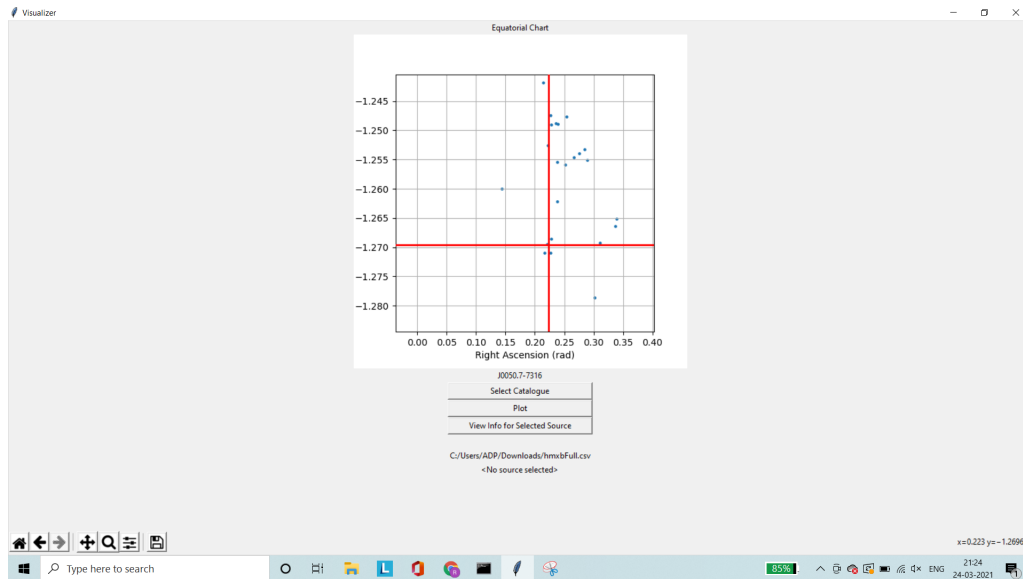 Visualizer
Equatorial Chart
−1.245
−1.250
−1.255
−1.260
−1.265
−1.270
−1.275
−1.280
0.00 0.05 0.10 0.15 0.20 0.25 0.30 0.35 0.40
Right Ascension (rad)
J0050.7-7316
Select Catalogue
Plot
View Info for Selected Source
C:/Users/ADP/Downloads/hmxbFull.csv
<No source selected>
x=0.223 y=−1.2696
Type here to search
85%
ENG
21:24
24-03-2021
1